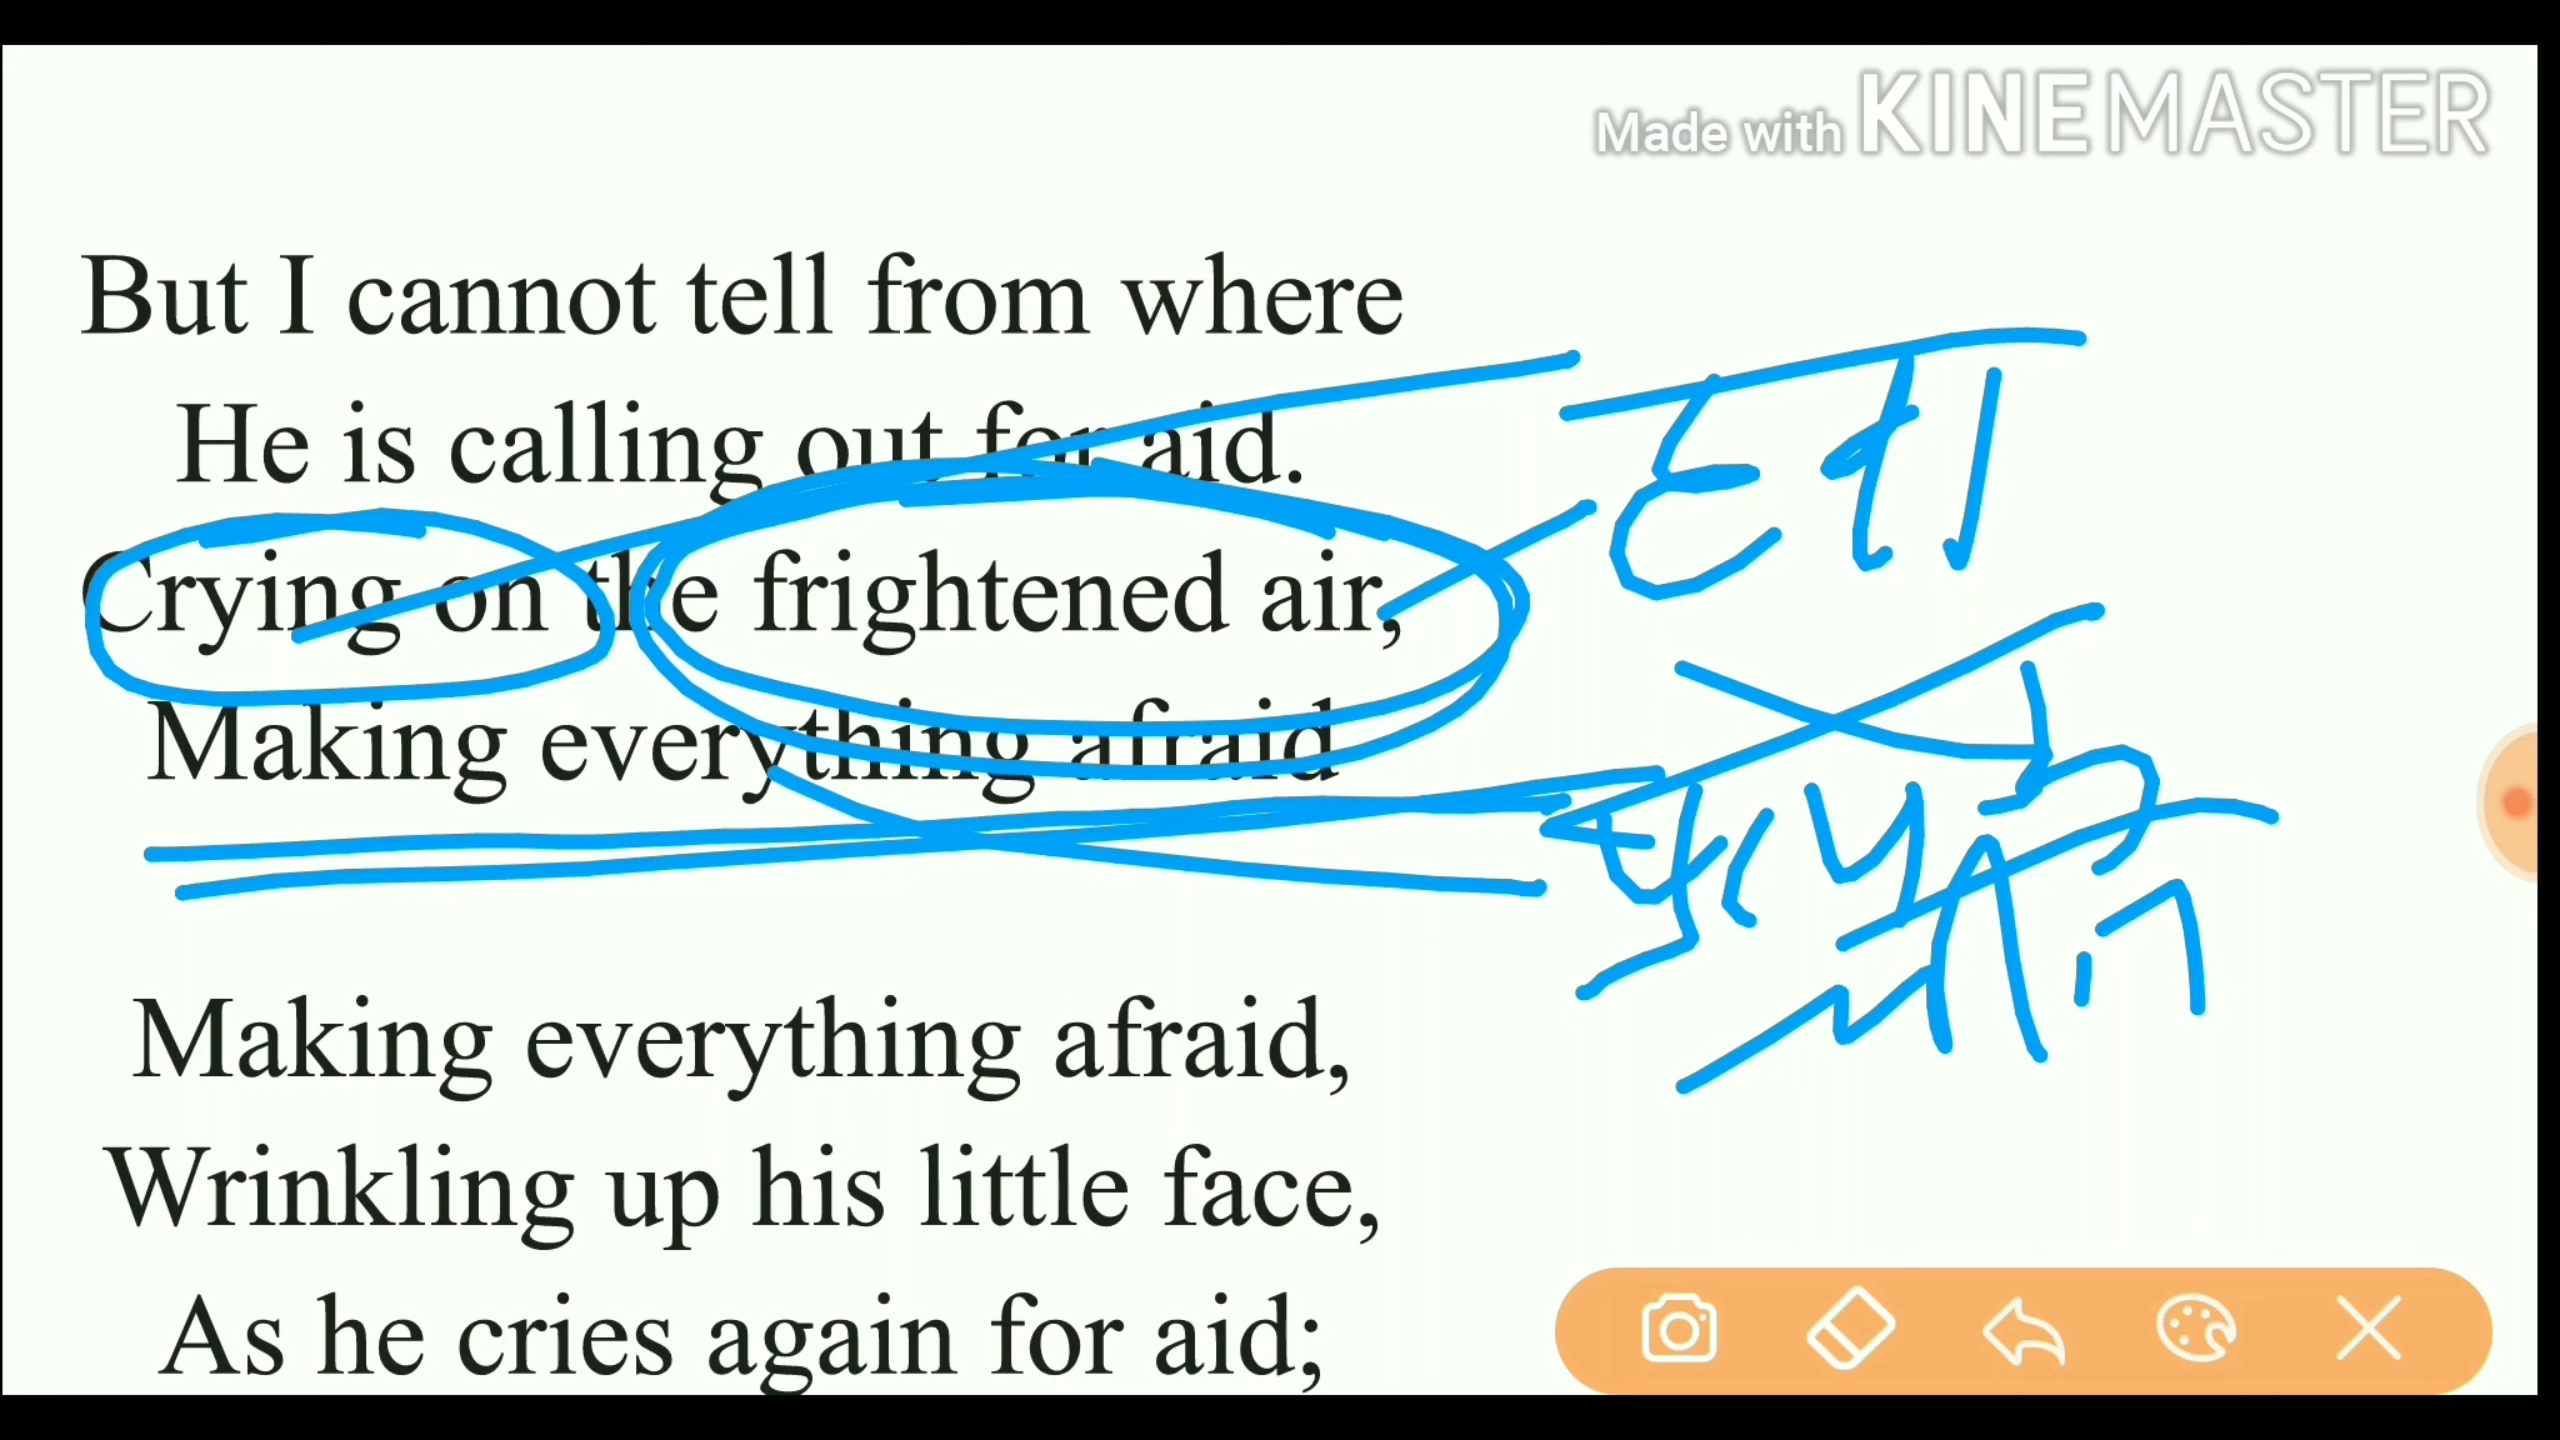 Made with KINEMASTER
But I cannot tell from where
He is calling out for aid.
Crying on the frightened air,
Making everything afraid
Making everything afraid,
Wrinkling up his little face,
As he cries again for aid;